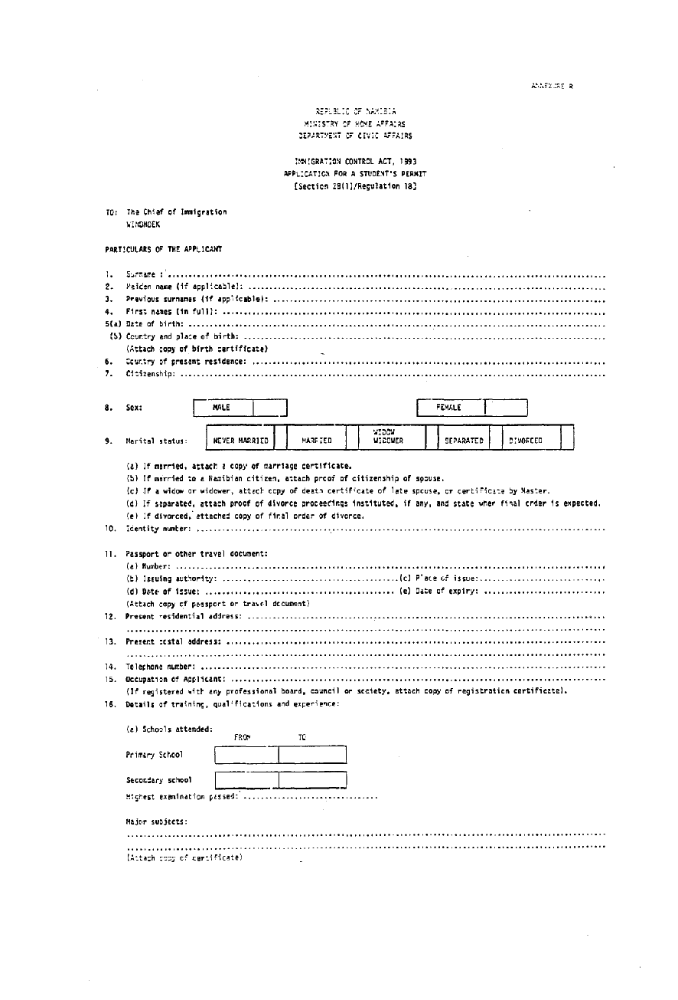 ANNEXURE R
REPUBLIC OF NAMIBIA
MINISTRY OF HOME AFFAIRS
DEPARTMENT OF CIVIC AFFAIRS
IMMIGRATION CONTROL ACT, 1993
APPLICATION FOR A STUDENT'S PERMIT
[Section 28(1)/Regulation 18]
TO: The Chief of Immigration
WINDHOEK
PARTICULARS OF THE APPLICANT
1. Surname : ...........................................................
2. Maiden name (if applicable): ...........................................................
3. Previous surnames (if applicable): ...........................................................
4. First names (in full): ...........................................................
5(a) Date of birth: ...........................................................
(b) Country and place of birth: ...........................................................
(Attach copy of birth certificate)
6. Country of present residence: ...........................................................
7. Citizenship: ...........................................................
8. Sex: MALE FEMALE
9. Marital status: NEVER MARRIED MARRIED WIDOW WIDOWER SEPARATED DIVORCED
(a) If married, attach a copy of marriage certificate.
(b) If married to a Namibian citizen, attach proof of citizenship of spouse.
(c) If a widow or widower, attach copy of death certificate of late spouse, or certificate by Master.
(d) If separated, attach proof of divorce proceedings instituted, if any, and state when final order is expected.
(e) If divorced, attached copy of final order of divorce.
10. Identity number: ...........................................................
11. Passport or other travel document:
(a) Number: ...........................................................
(b) Issuing authority: ...........................................(c) Place of issue:..............................
(d) Date of issue: .............................................. (e) Date of expiry: .............................
(Attach copy of passport or travel document)
12. Present residential address: ...........................................................
...........................................................
13. Present postal address: ...........................................................
...........................................................
14. Telephone number: ...........................................................
15. Occupation of Applicant: ...........................................................
(If registered with any professional board, council or society, attach copy of registration certificate).
16. Details of training, qualifications and experience:
(a) Schools attended:
FROM TO
Primary School
Secondary school
Highest examination passed: .................................
Major subjects:
...........................................................
...........................................................
(Attach copy of certificate)